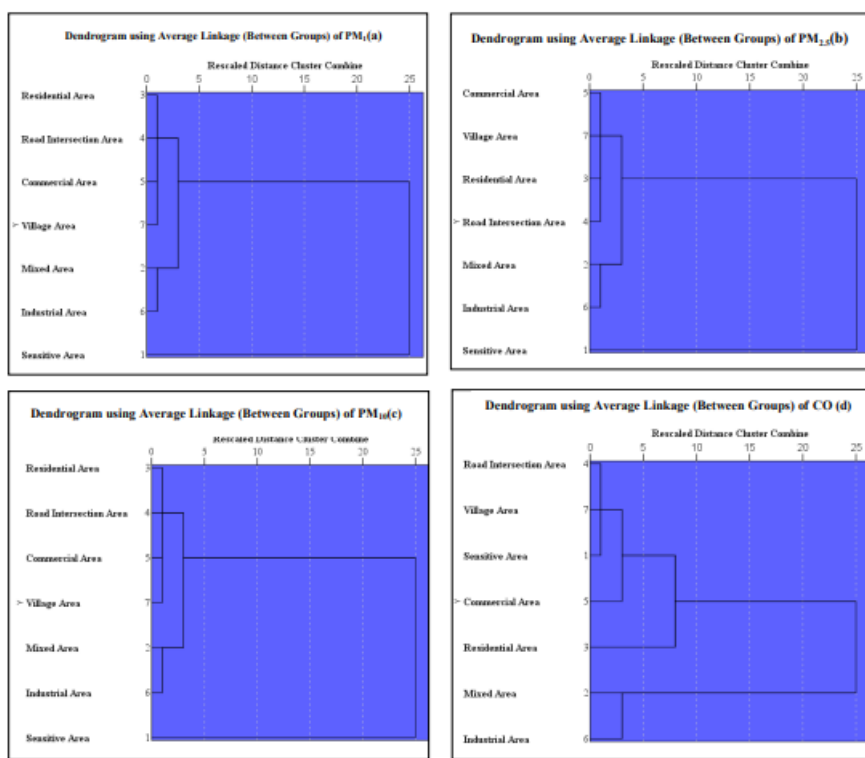 Dendrogram using Average Linkage (Between Groups) of PM₁(a)
Rescaled Distance Cluster Combine
0 5 10 15 20 25
Residential Area 3
Road Intersection Area 4
Commercial Area 5
Y Village Area 7
Mixed Area 2
Industrial Area 6
Sensitive Area 1
Dendrogram using Average Linkage (Between Groups) of PM₂.₅(b)
Rescaled Distance Cluster Combine
0 5 10 15 20 25
Commercial Area 5
Village Area 7
Residential Area 3
Y Road Intersection Area 4
Mixed Area 2
Industrial Area 6
Sensitive Area 1
Dendrogram using Average Linkage (Between Groups) of PM₁₀(c)
Rescaled Distance Cluster Combine
0 5 10 15 20 25
Residential Area 3
Road Intersection Area 4
Commercial Area 5
Y Village Area 7
Mixed Area 2
Industrial Area 6
Sensitive Area 1
Dendrogram using Average Linkage (Between Groups) of CO (d)
Rescaled Distance Cluster Combine
0 5 10 15 20 25
Road Intersection Area 4
Village Area 7
Sensitive Area 1
Y Commercial Area 5
Residential Area 3
Mixed Area 2
Industrial Area 6